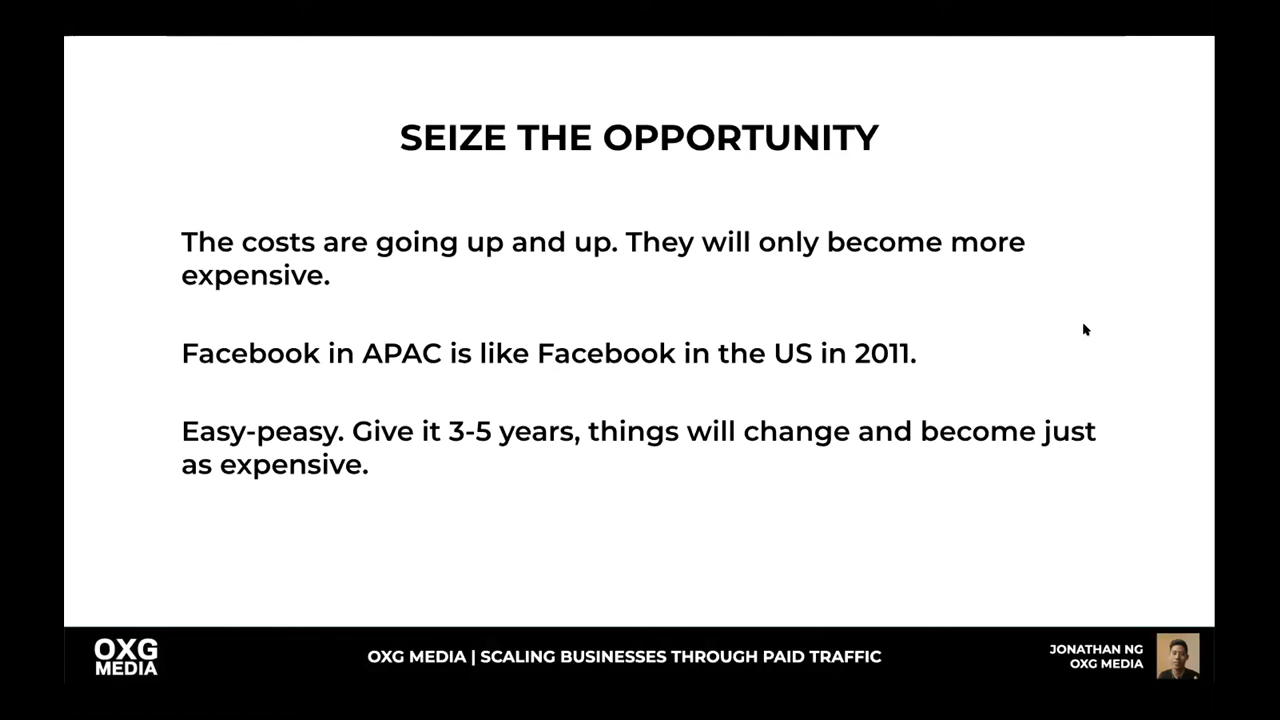 SEIZE THE OPPORTUNITY
The costs are going up and up. They will only become more
expensive.
Facebook in APAC is like Facebook in the US in 2011.
Easy-peasy. Give it 3-5 years, things will change and become just
as expensive.
OXG
MEDIA
OXG MEDIA | SCALING BUSINESSES THROUGH PAID TRAFFIC
JONATHAN NG
OXG MEDIA